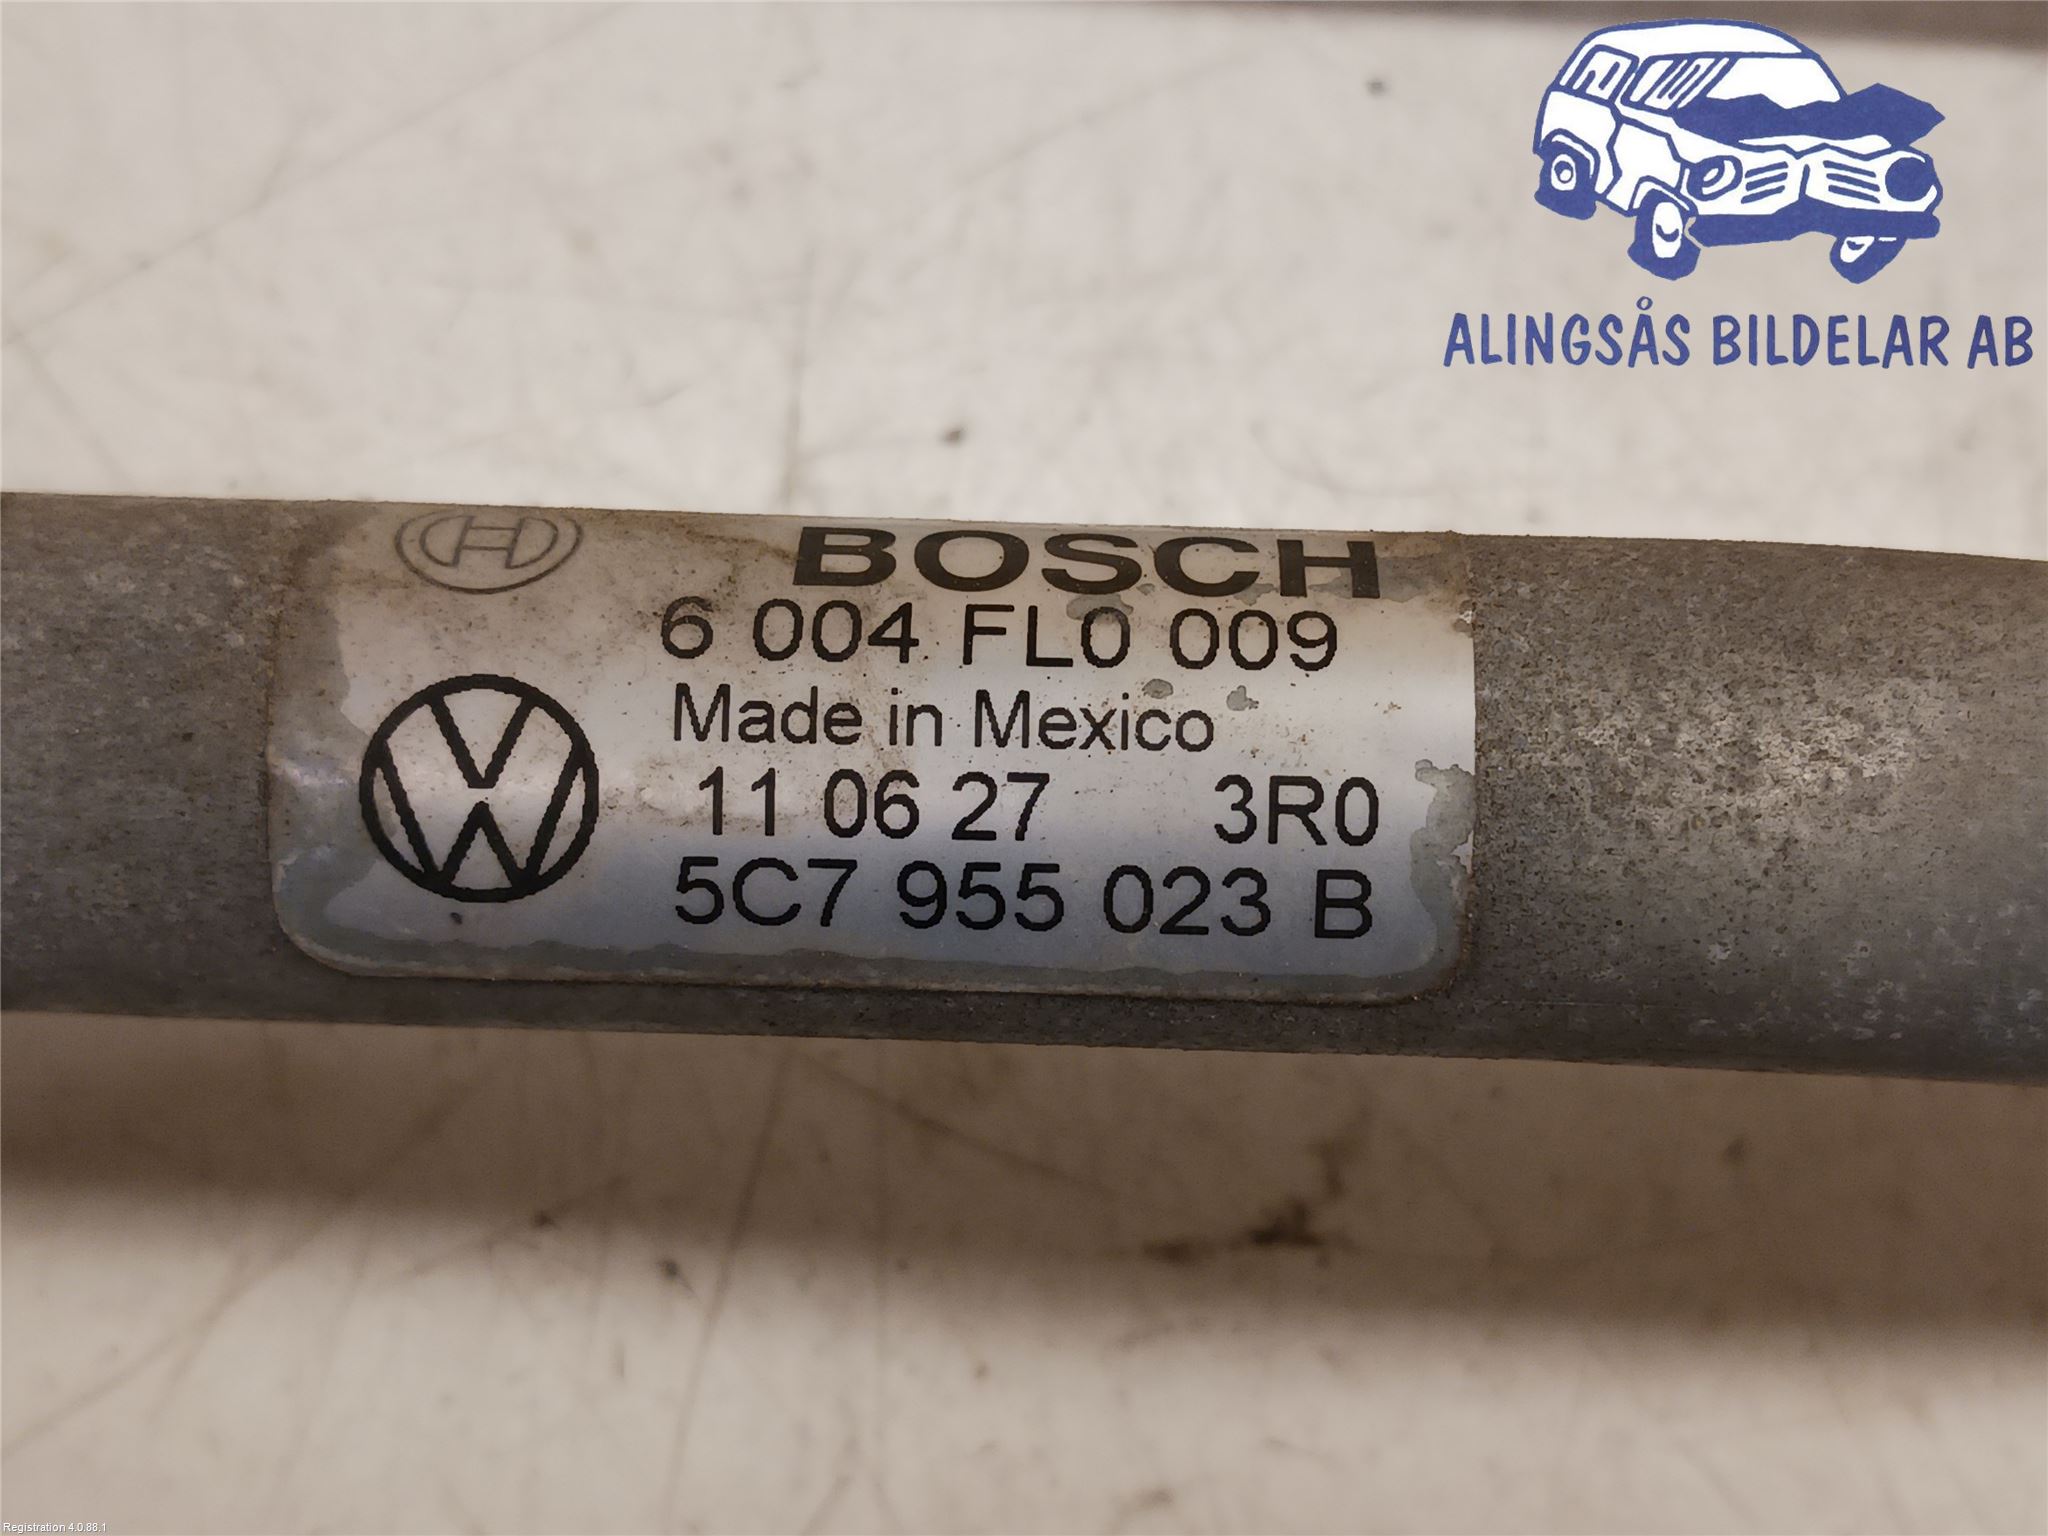 ALINGSÅS BILDELAR AB
BOSCH
6 004 FL0 009
Made in Mexico
11 06 27 3R0
5C7 955 023 B
Registration 4.0.88.1